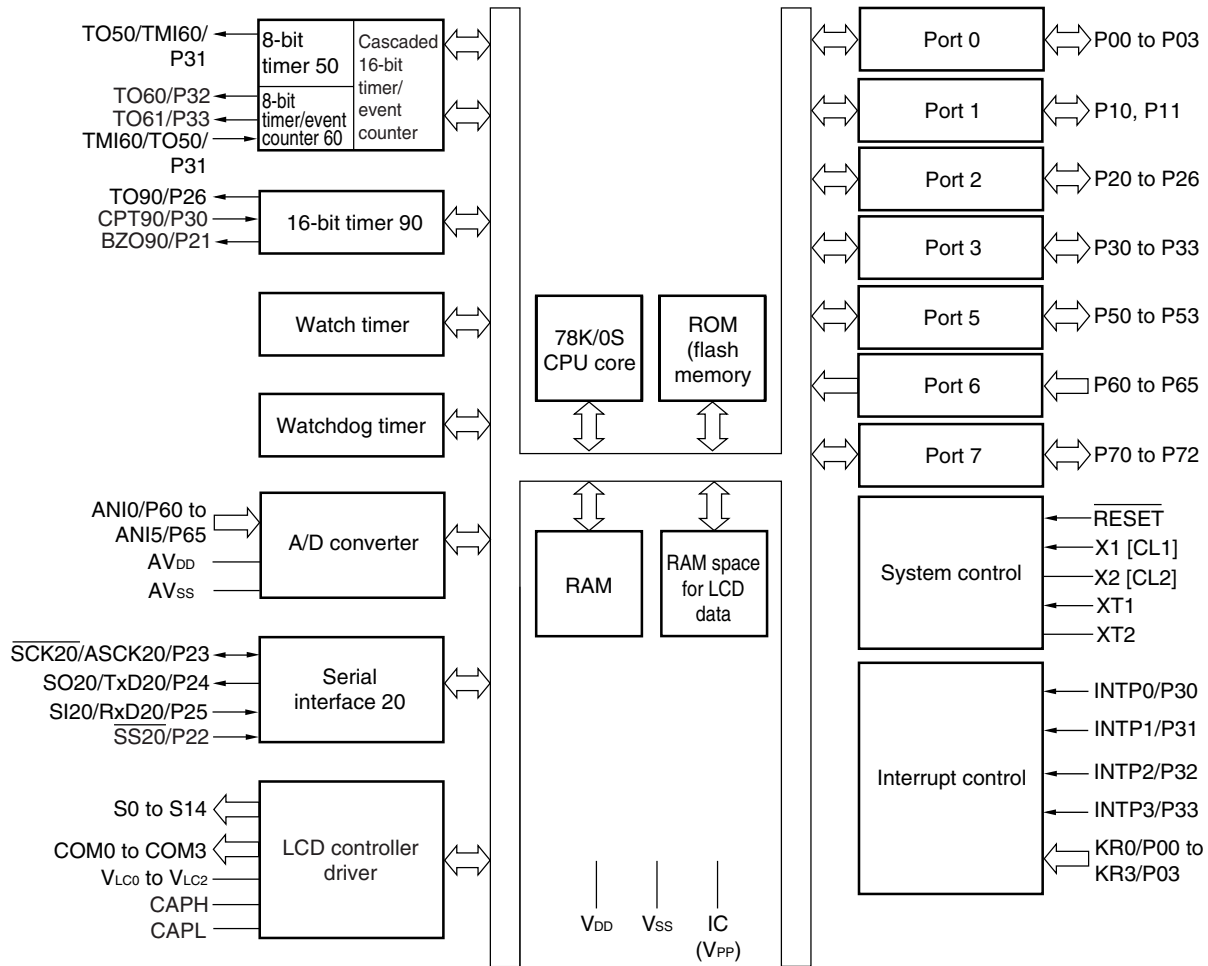 TO50/TMI60/
P31
TO60/P32
TO61/P33
TMI60/TO50/
P31
8-bit
timer 50
8-bit
timer/event
counter 60
Cascaded
16-bit
timer/
event
counter
TO90/P26
CPT90/P30
BZO90/P21
16-bit timer 90
Watch timer
Watchdog timer
ANI0/P60 to
ANI5/P65
AVDD
AVSS
A/D converter
SCK20/ASCK20/P23
SO20/TxD20/P24
SI20/RxD20/P25
SS20/P22
Serial
interface 20
S0 to S14
COM0 to COM3
VLC0 to VLC2
CAPH
CAPL
LCD controller
driver
78K/0S
CPU core
ROM
(flash
memory
RAM
RAM space
for LCD
data
VDD
VSS
IC
(VPP)
Port 0
P00 to P03
Port 1
P10, P11
Port 2
P20 to P26
Port 3
P30 to P33
Port 5
P50 to P53
Port 6
P60 to P65
Port 7
P70 to P72
System control
RESET
X1 [CL1]
X2 [CL2]
XT1
XT2
Interrupt control
INTP0/P30
INTP1/P31
INTP2/P32
INTP3/P33
KR0/P00 to
KR3/P03